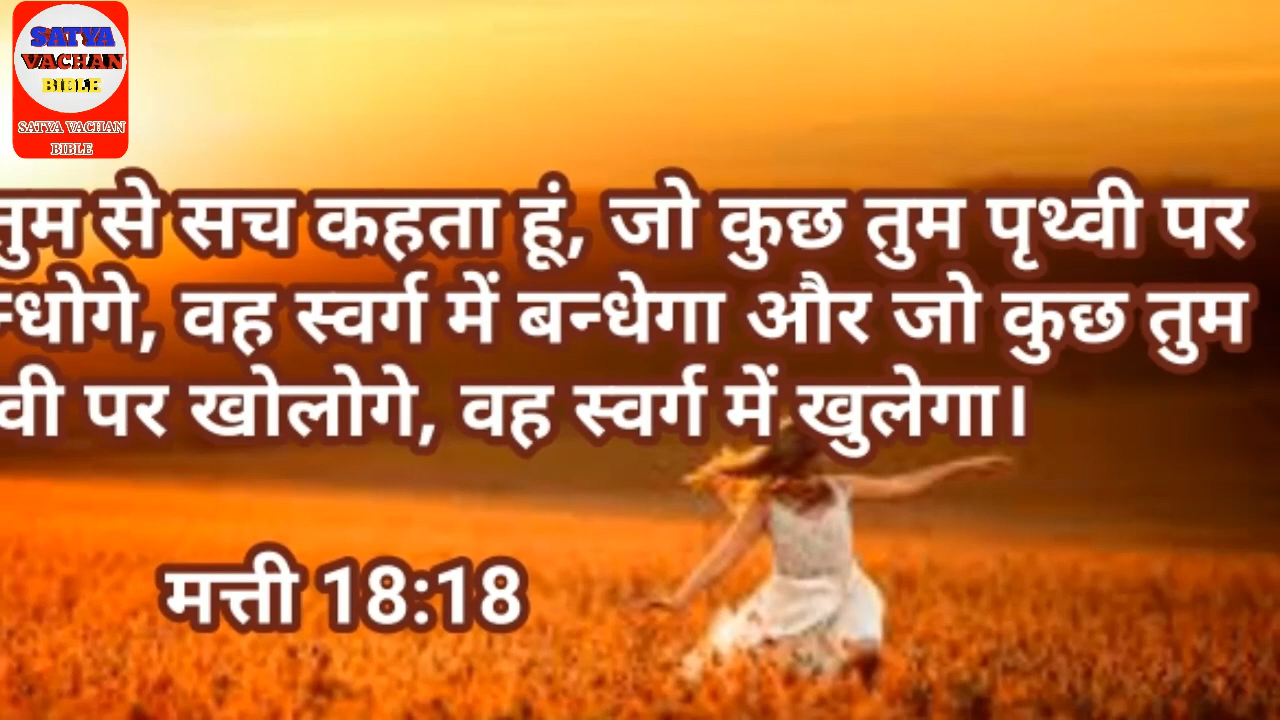 SATYA
VACHAN
BIBLE
SATYA VACHAN
BIBLE
तुम से सच कहता हूं, जो कुछ तुम पृथ्वी पर
न्धोगे, वह स्वर्ग में बन्धेगा और जो कुछ तुम
वी पर खोलोगे, वह स्वर्ग में खुलेगा।
मत्ती 18:18